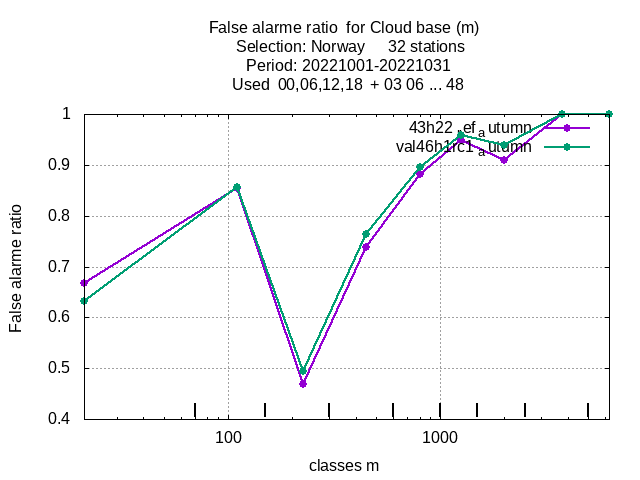 False alarme ratio  for Cloud base (m)
Selection: Norway     32 stations
Period: 20221001-20221031
Used  00,06,12,18  + 03 06 ... 48
1
0.9
0.8
0.7
0.6
0.5
0.4
False alarme ratio
100
1000
classes m
utumn
utumn